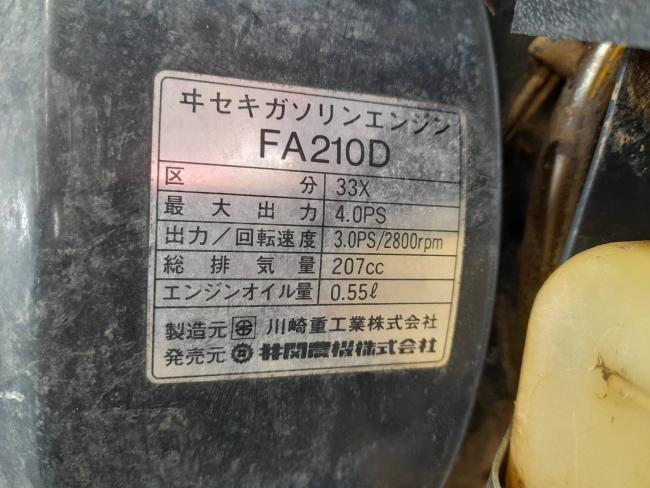 ヰセキガソリンエンジン
FA210D
区分 33X
最大出力 4.0PS
出力／回転速度 3.0PS/2800rpm
総排気量 207cc
エンジンオイル量 0.55ℓ
製造元 川崎重工業株式会社
発売元 井関農機株式会社